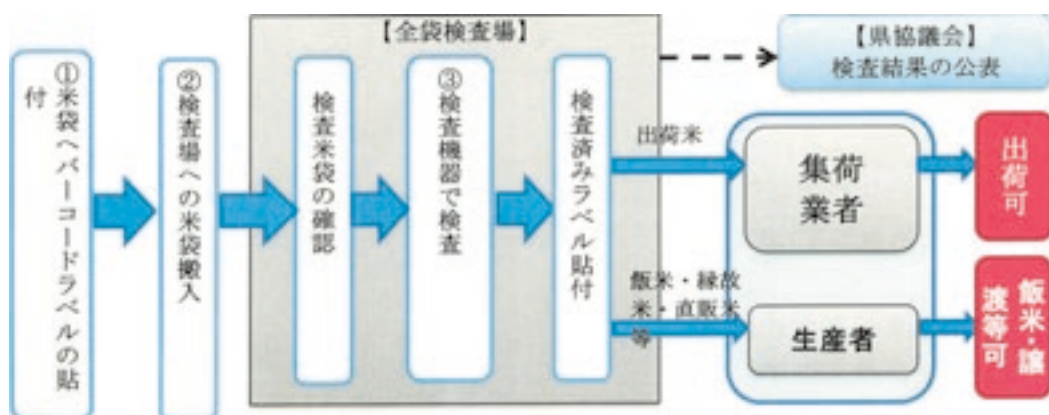 ①米袋へバーコードラベルの貼
付
②検査場への米袋搬入
【全袋検査場】
検査米袋の確認
③検査機器で検査
検査済みラベル貼付
【県協議会】
検査結果の公表
出荷米
集荷
業者
出荷可
飯米・縁故
米・直販米
等
生産者
飯米・譲
渡等可